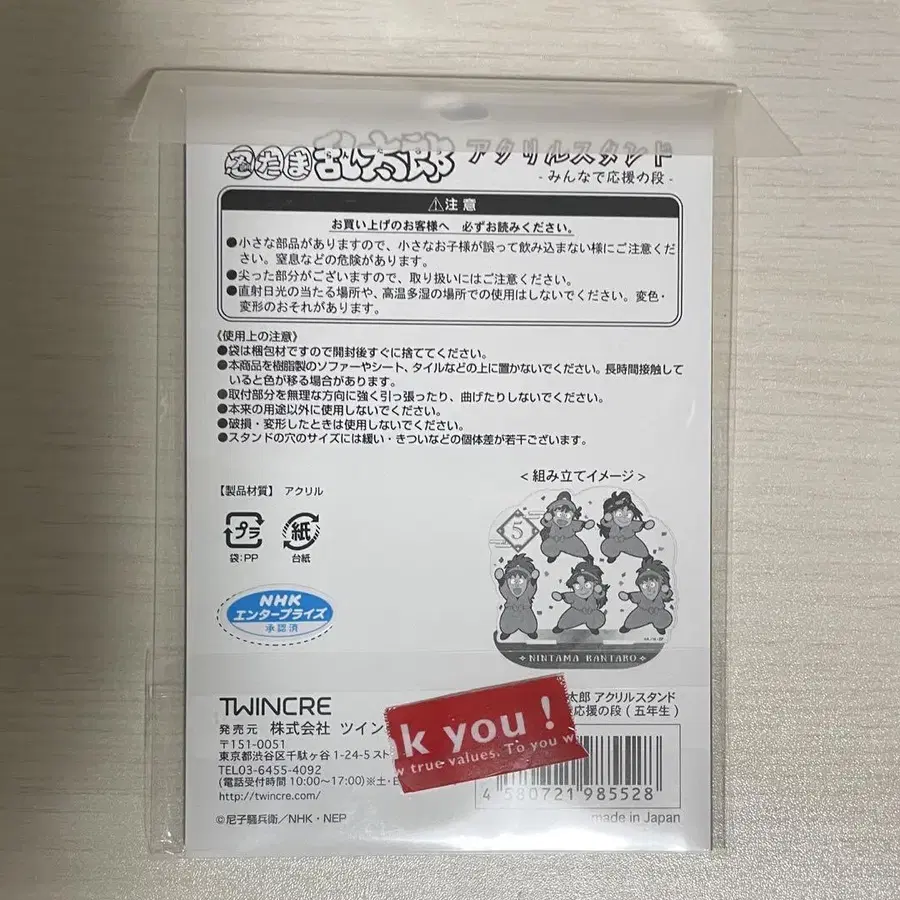 忍たま乱太郎 アクリルスタンド
-みんなで応援の段-
⚠注意
お買い上げのお客様へ 必ずお読みください。
●小さな部品がありますので、小さなお子様が誤って飲み込まない様にご注意くだ
さい。窒息などの危険があります。
●尖った部分がございますので、取り扱いにはご注意ください。
●直射日光の当たる場所や、高温多湿の場所での使用はしないでください。変色・
変形のおそれがあります。
《使用上の注意》
●袋は梱包材ですので開封後すぐに捨ててください。
●本商品を樹脂製のソファーやシート、タイルなどの上に置かないでください。長時間接触して
いると色が移る場合があります。
●取付部分を無理な方向に強く引っ張ったり、曲げたりしないでください。
●本来の用途以外に使用しないでください。
●破損・変形したときは使用しないでください。
●スタンドの穴のサイズには緩い・きついなどの個体差が若干ございます。
【製品材質】 アクリル
プラ
袋:PP
紙
台紙
<組み立てイメージ>
5
NINTAMA RANTARO
NHK
エンタープライズ
承認済
TWINCRE
発売元 株式会社 ツイン
〒151-0051
東京都渋谷区千駄ヶ谷1-24-5
TEL03-6455-4092
(電話受付時間 10:00~17:00)※土・
http://twincre.com/
©尼子騒兵衛/NHK・NEP
太郎 アクリルスタンド
応援の段(五年生)
k you!
w true values. To you w
4 580721 985528
made in Japan